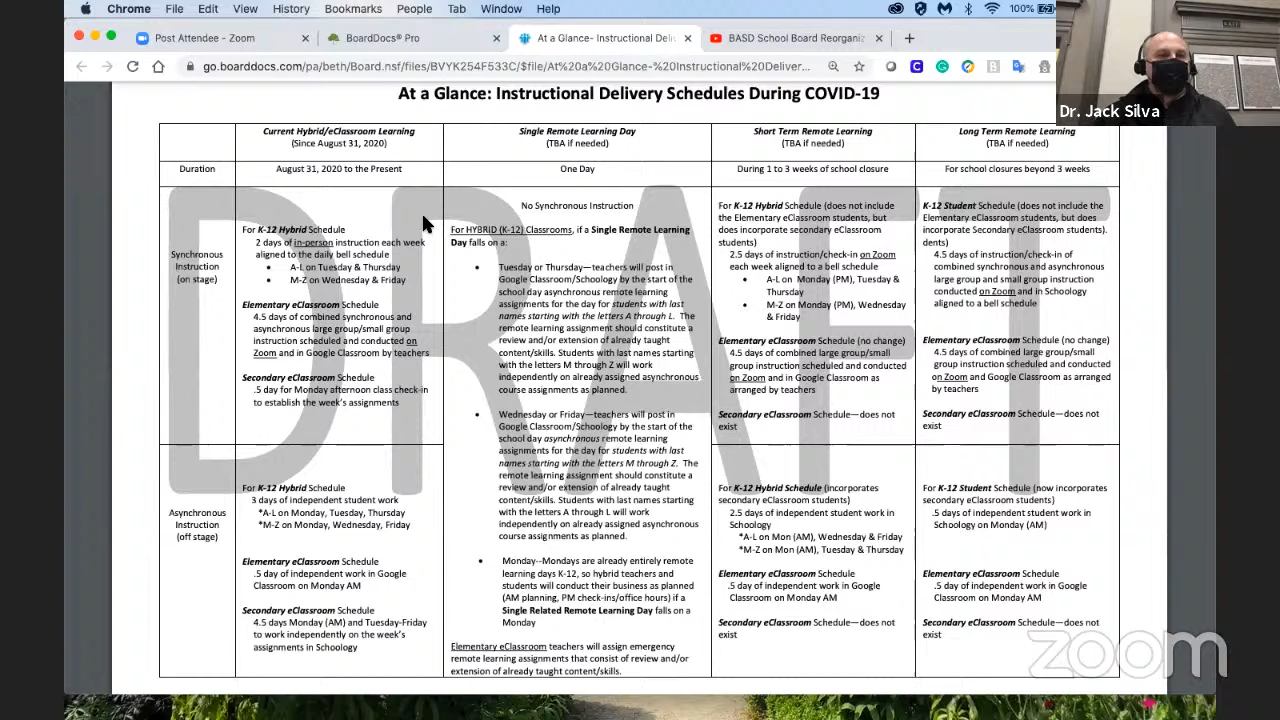 Chrome File Edit View History Bookmarks People Tab Window Help 100%
Post Attendee - Zoom
BoardDocs® Pro
At a Glance- Instructional Deli
BASD School Board Reorganiz
go.boarddocs.com/pa/beth/Board.nsf/files/BVYL254EF33C/$file/At%20a%20Glance-%20Instructional%20Deliver...
Dr. Jack Silva
At a Glance: Instructional Delivery Schedules During COVID-19
Current Hybrid/eClassroom Learning
(Since August 31, 2020)
Single Remote Learning Day
(TBA if needed)
Short Term Remote Learning
(TBA if needed)
Long Term Remote Learning
(TBA if needed)
Duration
August 31, 2020 to the Present
One Day
During 1 to 3 weeks of school closure
For school closures beyond 3 weeks
DRAFT
Synchronous
Instruction
(on stage)
For K-12 Hybrid Schedule
2 days of in-person instruction each week
aligned to the daily bell schedule
• A-L on Tuesday & Thursday
• M-Z on Wednesday & Friday
Elementary eClassroom Schedule
4.5 days of combined synchronous and
asynchronous large group/small group
instruction scheduled and conducted on
Zoom and in Google Classroom by teachers
Secondary eClassroom Schedule
.5 day for Monday afternoon class check-in
to establish the week's assignments
No Synchronous Instruction
For HYBRID (K-12) Classrooms, if a Single Remote Learning
Day falls on a:
• Tuesday or Thursday—teachers will post in
Google Classroom/Schoology by the start of the
school day asynchronous remote learning
assignments for the day for students with last
names starting with the letters A through L. The
remote learning assignment should constitute a
review and/or extension of already taught
content/skills. Students with last names starting
with the letters M through Z will work
independently on already assigned asynchronous
course assignments as planned.
• Wednesday or Friday—teachers will post in
Google Classroom/Schoology by the start of the
school day asynchronous remote learning
assignments for the day for students with last
names starting with the letters M through Z. The
remote learning assignment should constitute a
review and/or extension of already taught
content/skills. Students with last names starting
with the letters A through L will work
independently on already assigned asynchronous
course assignments as planned.
• Monday--Mondays are already entirely remote
learning days K-12, so hybrid teachers and
students will conduct their business as planned
(AM planning, PM check-ins/office hours) if a
Single Related Remote Learning Day falls on a
Monday
Elementary eClassroom teachers will assign emergency
remote learning assignments that consist of review and/or
extension of already taught content/skills.
For K-12 Hybrid Schedule (does not include
the Elementary eClassroom students, but
does incorporate secondary eClassroom
students)
2.5 days of instruction/check-in on Zoom
each week aligned to a bell schedule
• A-L on Monday (PM), Tuesday &
Thursday
• M-Z on Monday (PM), Wednesday
& Friday
Elementary eClassroom Schedule (no change)
4.5 days of combined large group/small
group instruction scheduled and conducted
on Zoom and in Google Classroom as
arranged by teachers
Secondary eClassroom Schedule—does not
exist
For K-12 Student Schedule (does not include the
Elementary eClassroom students, but does
incorporate Secondary eClassroom students).
dents)
4.5 days of instruction/check-in of
combined synchronous and asynchronous
large group and small group instruction
conducted on Zoom and in Schoology
aligned to a bell schedule
Elementary eClassroom Schedule (no change)
4.5 days of combined large group/small
group instruction scheduled and conducted
on Zoom and Google Classroom as arranged
by teachers
Secondary eClassroom Schedule—does not
exist
Asynchronous
Instruction
(off stage)
For K-12 Hybrid Schedule
3 days of independent student work
*A-L on Monday, Tuesday, Thursday
*M-Z on Monday, Wednesday, Friday
Elementary eClassroom Schedule
.5 day of independent work in Google
Classroom on Monday AM
Secondary eClassroom Schedule
4.5 days Monday (AM) and Tuesday-Friday
to work independently on the week's
assignments in Schoology
For K-12 Hybrid Schedule (incorporates
secondary eClassroom students)
2.5 days of independent student work in
Schoology
*A-L on Mon (AM), Wednesday & Friday
*M-Z on Mon (AM), Tuesday & Thursday
Elementary eClassroom Schedule
.5 day of independent work in Google
Classroom on Monday AM
Secondary eClassroom Schedule—does not
exist
For K-12 Student Schedule (now incorporates
secondary eClassroom students)
.5 days of independent student work in
Schoology on Monday (AM)
Elementary eClassroom Schedule
.5 day of independent work in Google
Classroom on Monday AM
Secondary eClassroom Schedule—does not
exist
zoom